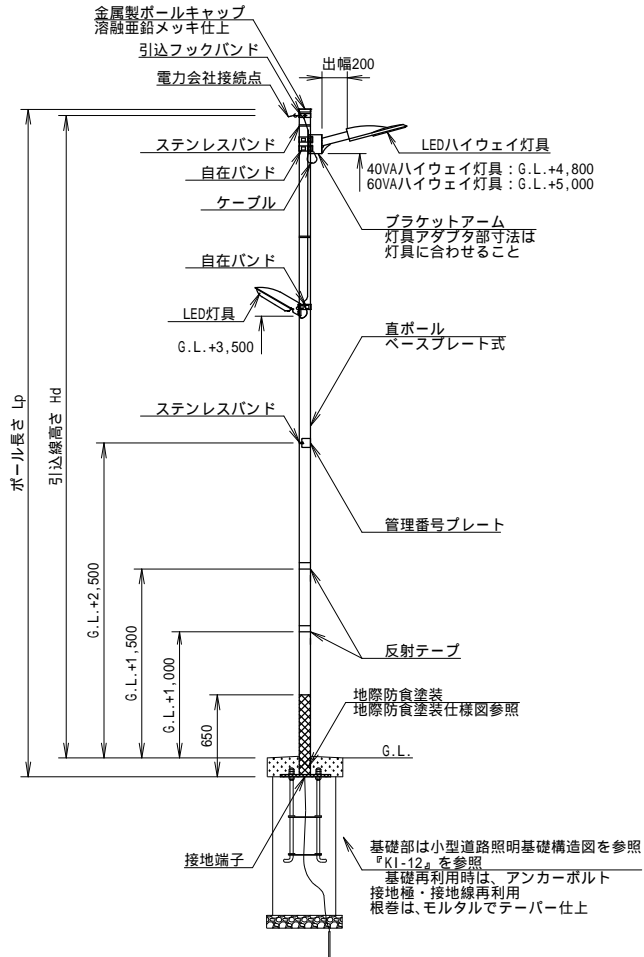 金属製ポールキャップ
溶融亜鉛メッキ仕上
引込フックバンド
電力会社接続点
出幅200
ステンレスバンド
自在バンド
ケーブル
LEDハイウェイ灯具
40VAハイウェイ灯具：G.L.+4,800
60VAハイウェイ灯具：G.L.+5,000
ブラケットアーム
灯具アダプタ部寸法は
灯具に合わせること
自在バンド
LED灯具
G.L.+3,500
直ポール
ベースプレート式
ポール長さ Lp
引込線高さ Hd
ステンレスバンド
管理番号プレート
G.L.+2,500
G.L.+1,500
G.L.+1,000
反射テープ
650
地際防食塗装
地際防食塗装仕様図参照
G.L.
接地端子
基礎部は小型道路照明基礎構造図を参照
『KI-12』を参照
基礎再利用時は、アンカーボルト
接地極・接地線再利用
根巻は、モルタルでテーパー仕上